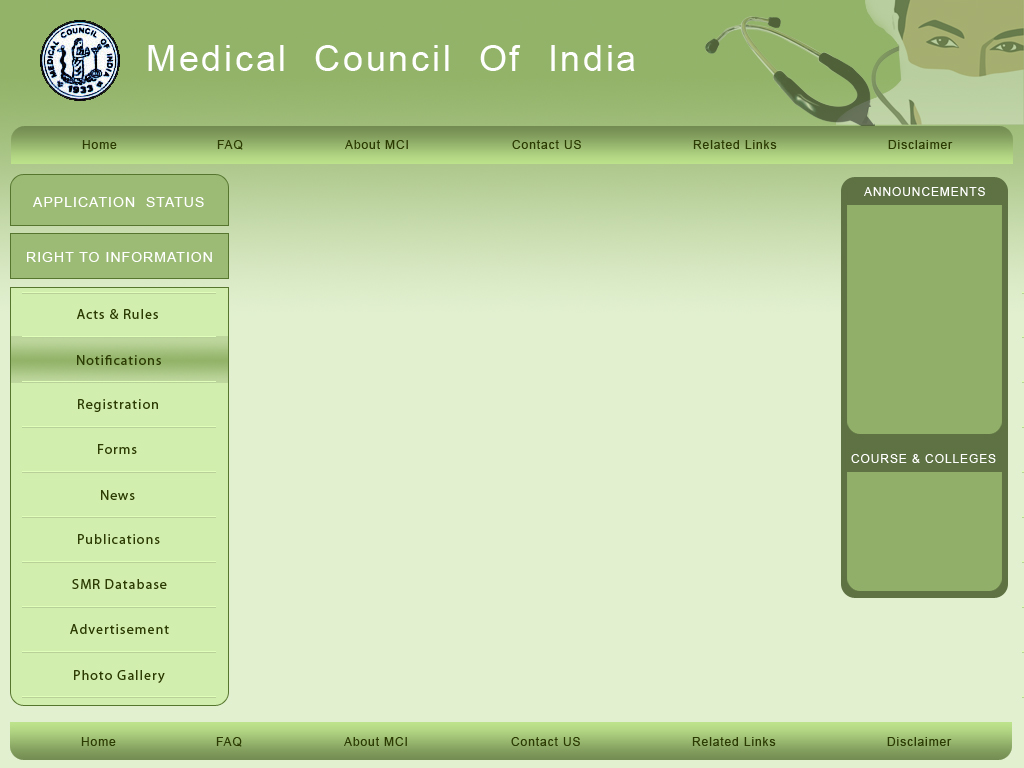 MEDICAL COUNCIL OF INDIA
1933
Medical Council Of India
Home FAQ About MCI Contact US Related Links Disclaimer
APPLICATION STATUS
RIGHT TO INFORMATION
Acts & Rules
Notifications
Registration
Forms
News
Publications
SMR Database
Advertisement
Photo Gallery
ANNOUNCEMENTS
COURSE & COLLEGES
Home FAQ About MCI Contact US Related Links Disclaimer